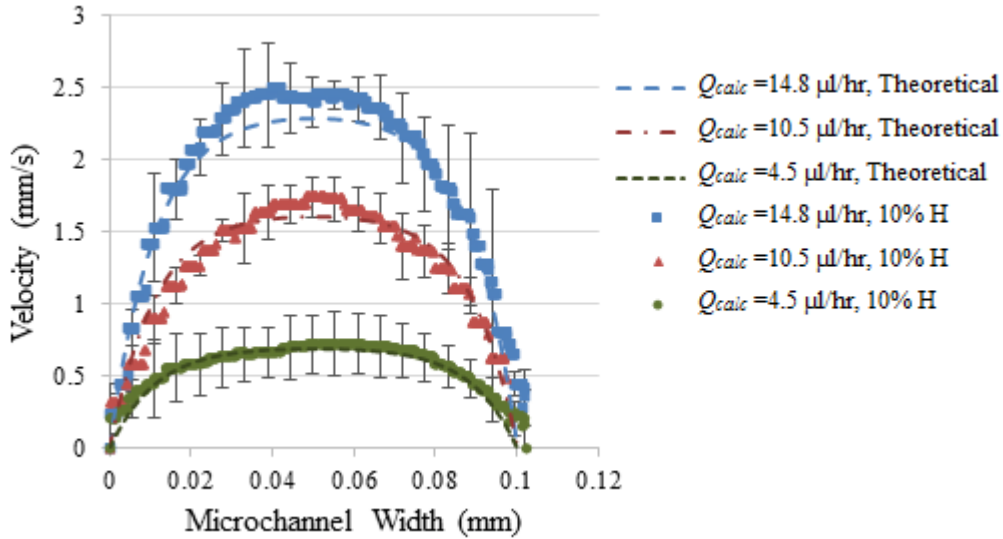 3
2.5
2
1.5
1
0.5
0
Velocity (mm/s)
0
0.02
0.04
0.06
0.08
0.1
0.12
Microchannel Width (mm)
Qcalc =14.8 µl/hr, Theoretical
Qcalc =10.5 µl/hr, Theoretical
Qcalc =4.5 µl/hr, Theoretical
Qcalc =14.8 µl/hr, 10% H
Qcalc =10.5 µl/hr, 10% H
Qcalc =4.5 µl/hr, 10% H